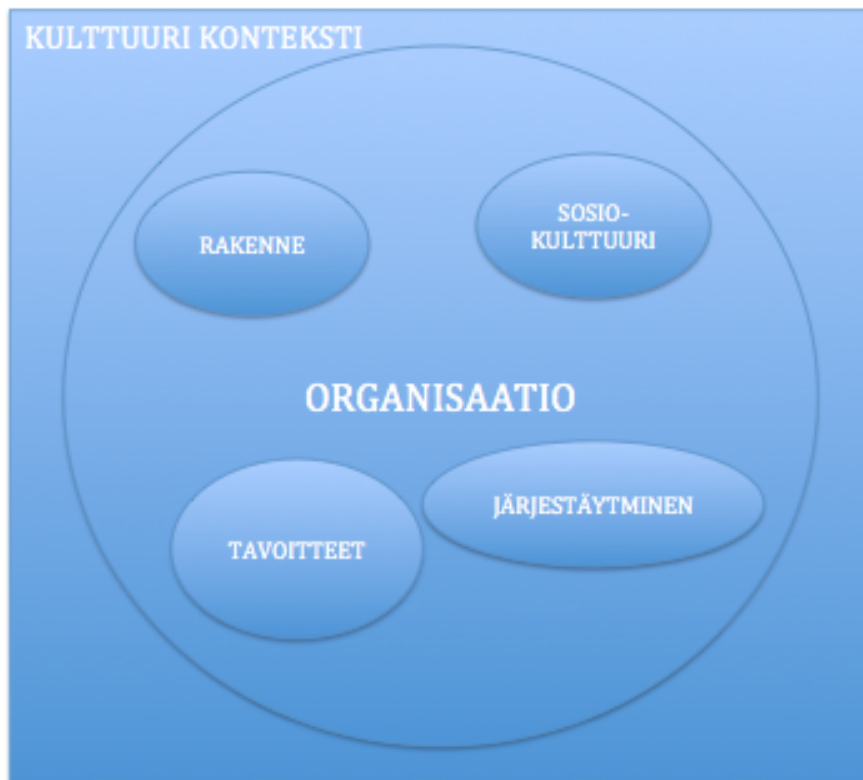 KULTTUURI KONTEKSTI
RAKENNE
SOSIO-
KULTTUURI
ORGANISAATIO
JÄRJESTÄYTMINEN
TAVOITTEET